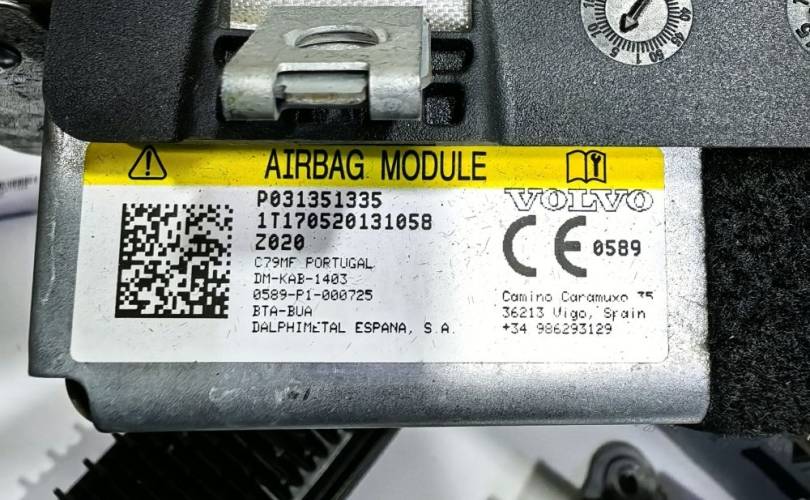 AIRBAG MODULE
P031351335
1T170520131058
Z020
C79MF PORTUGAL
DM-KAB-1403
0589-P1-000725
BTA-BUA
DALPHIMETAL ESPANA, S.A.
VOLVO
CE 0589
Camino Caramuxo 35
36213 Vigo, Spain
+34 986293129